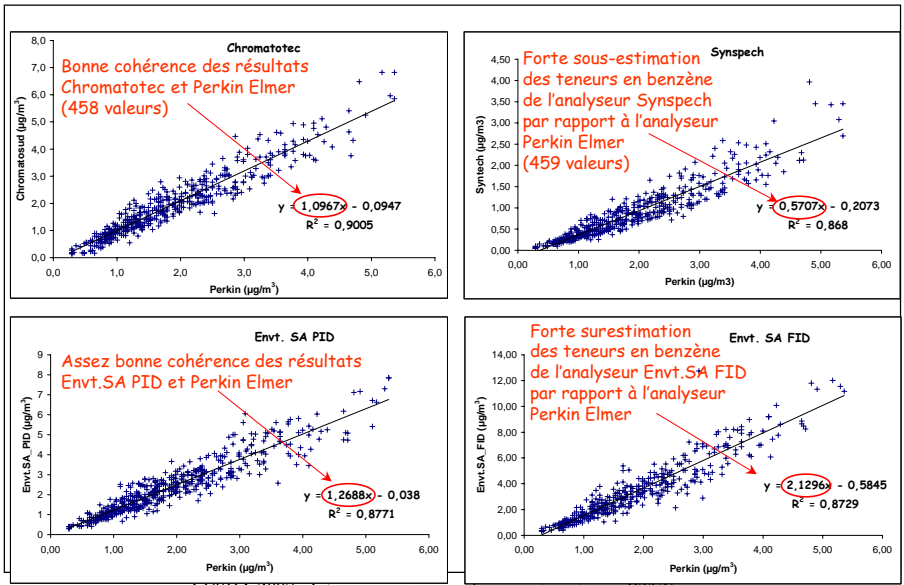 Chromatotec
Bonne cohérence des résultats
Chromatotec et Perkin Elmer
(458 valeurs)
8,0
7,0
6,0
5,0
4,0
3,0
2,0
1,0
0,0
Chromatosud (µg/m³)
y = 1,0967x - 0,0947
R² = 0,9005
0,0 1,0 2,0 3,0 4,0 5,0 6,0
Perkin (µg/m³)
Synspech
Forte sous-estimation
des teneurs en benzène
de l'analyseur Synspech
par rapport à l'analyseur
Perkin Elmer
(459 valeurs)
4,50
4,00
3,50
3,00
2,50
2,00
1,50
1,00
0,50
0,00
Syntech (µg/m3)
y = 0,5707x - 0,2073
R² = 0,868
0,00 1,00 2,00 3,00 4,00 5,00 6,00
Perkin (µg/m3)
Envt. SA PID
Assez bonne cohérence des résultats
Envt.SA PID et Perkin Elmer
9
8
7
6
5
4
3
2
1
0
Envt.SA_PID (µg/m³)
y = 1,2688x - 0,038
R² = 0,8771
0,00 1,00 2,00 3,00 4,00 5,00 6,00
Perkin (µg/m³)
Envt. SA FID
Forte surestimation
des teneurs en benzène
de l'analyseur Envt.SA FID
par rapport à l'analyseur
Perkin Elmer
14,00
12,00
10,00
8,00
6,00
4,00
2,00
0,00
Envt.SA_FID (µg/m³)
y = 2,1296x - 0,5845
R² = 0,8729
0,00 1,00 2,00 3,00 4,00 5,00 6,00
Perkin (µg/m³)